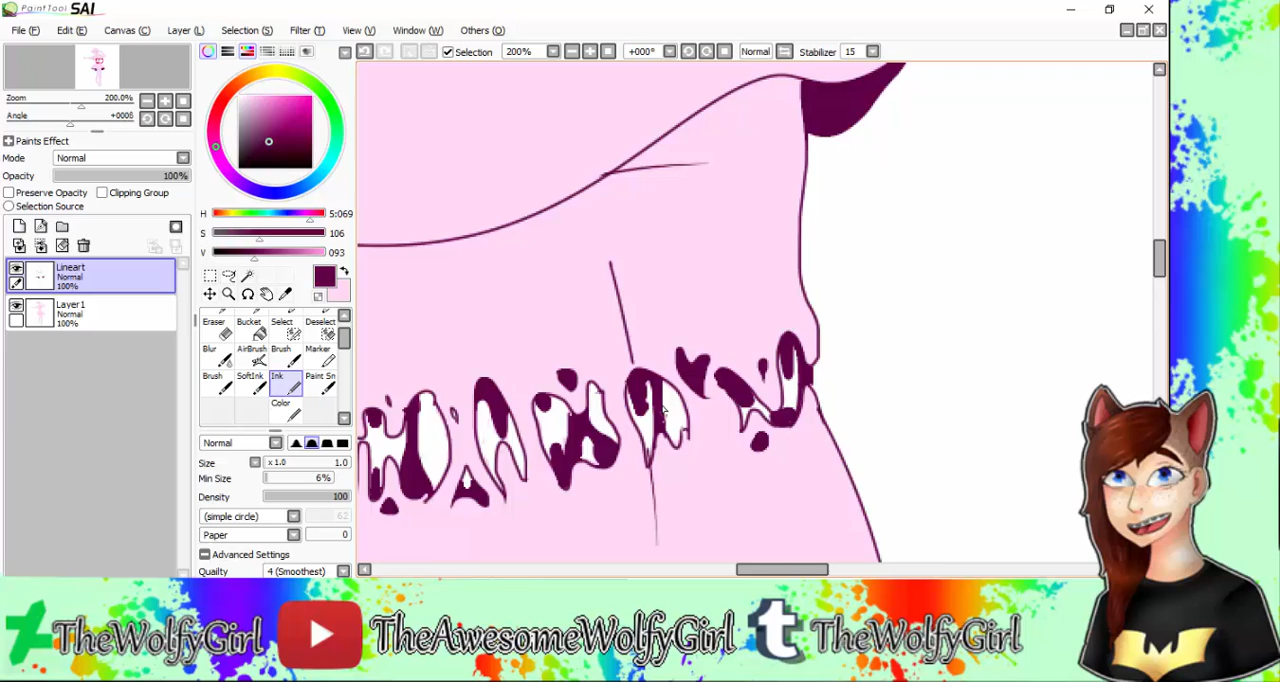 PaintTool SAI
File (F) Edit (E) Canvas (C) Layer (L) Selection (S) Filter (T) View (V) Window (W) Others (O)
Selection 200% +000° Normal Stabilizer 15
Zoom 200.0%
Angle +000θ
Paints Effect
Mode Normal
Opacity 100%
Preserve Opacity Clipping Group
Selection Source
Lineart
Normal
100%
Layer1
Normal
100%
H 5:069
S 106
V 093
Eraser Bucket Select Deselect
Blur AirBrush Brush Marker
Brush SoftInk Ink Paint Sn
Color
Normal
Size x 1.0 1.0
Min Size 6%
Density 100
(simple circle)
Paper 0
Advanced Settings
Quality 4 (Smoothest)
TheWolfyGirl TheAwesomeWolfyGirl TheWolfyGirl